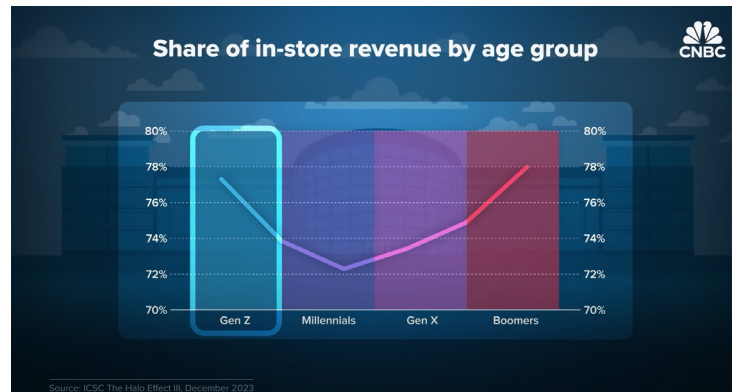 Share of in-store revenue by age group
CNBC
80% 80%
78% 78%
76% 76%
74% 74%
72% 72%
70% 70%
Gen Z Millennials Gen X Boomers
Source: ICSC The Halo Effect III, December 2023